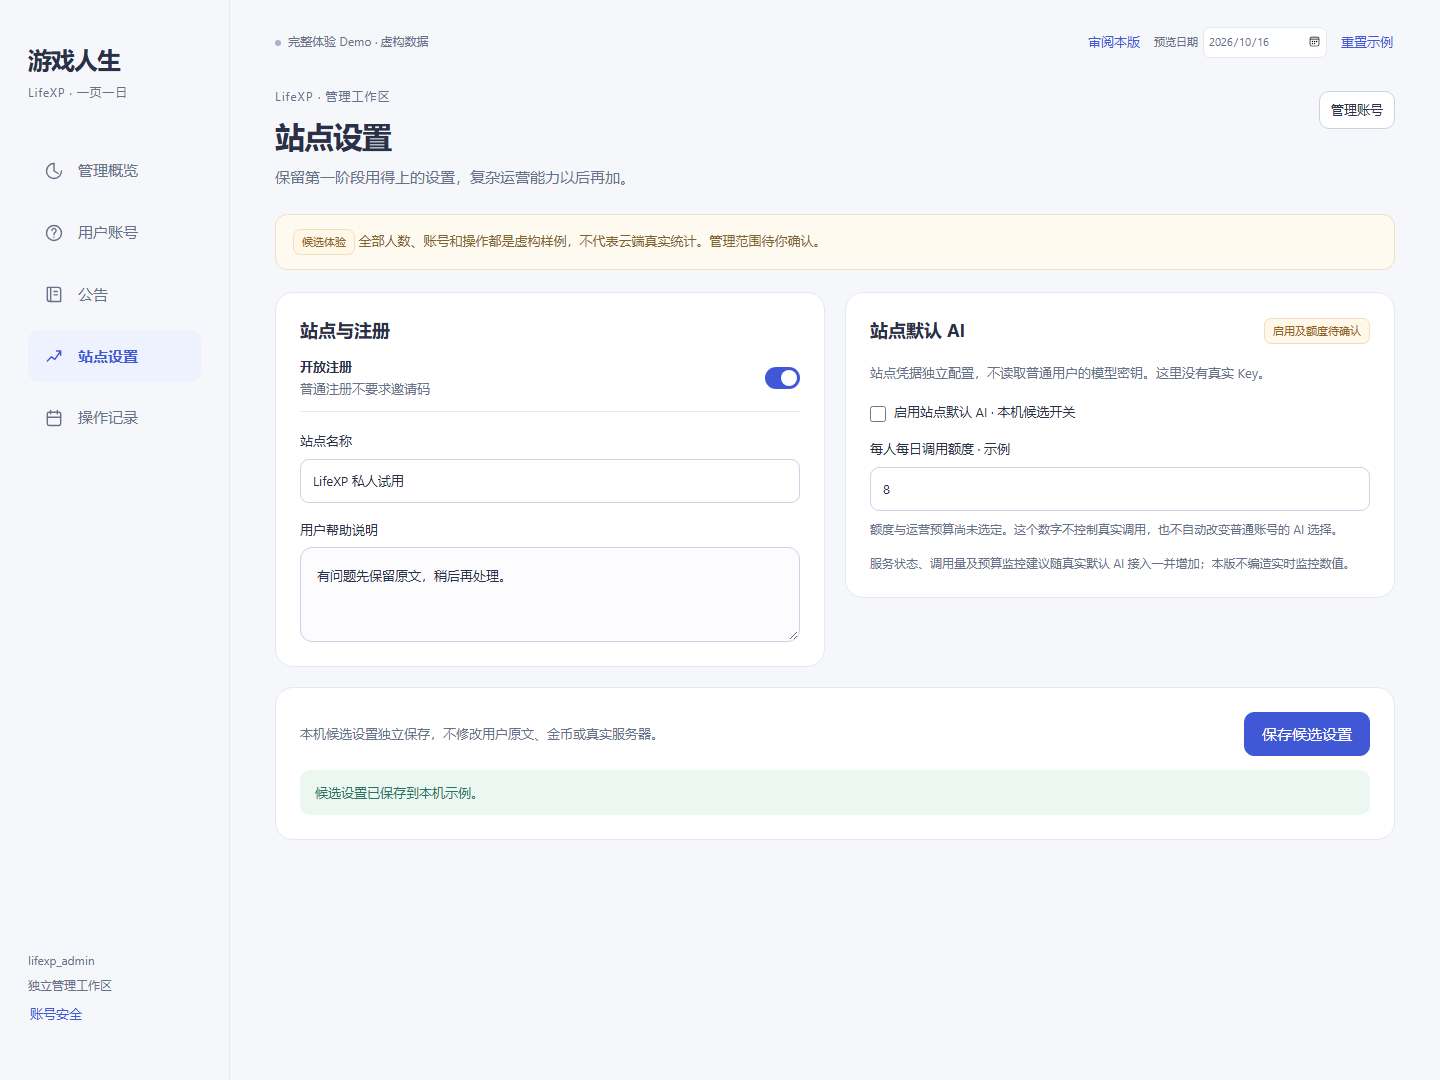 游戏人生
LifeXP · 一页一日
管理概览
用户账号
公告
站点设置
操作记录
lifexp_admin
独立管理工作区
账号安全
完整体验 Demo · 虚构数据
审阅本版
预览日期
2026/10/16
重置示例
LifeXP · 管理工作区
站点设置
保留第一阶段用得上的设置，复杂运营能力以后再加。
管理账号
候选体验 全部人数、账号和操作都是虚构样例，不代表云端真实统计。管理范围待你确认。
站点与注册
开放注册
普通注册不要求邀请码
站点名称
LifeXP 私人试用
用户帮助说明
有问题先保留原文，稍后再处理。
站点默认 AI
启用及额度待确认
站点凭据独立配置，不读取普通用户的模型密钥。这里没有真实 Key。
启用站点默认 AI · 本机候选开关
每人每日调用额度 · 示例
8
额度与运营预算尚未选定。这个数字不控制真实调用，也不自动改变普通账号的 AI 选择。
服务状态、调用量及预算监控建议随真实默认 AI 接入一并增加；本版不编造实时监控数值。
本机候选设置独立保存，不修改用户原文、金币或真实服务器。
保存候选设置
候选设置已保存到本机示例。